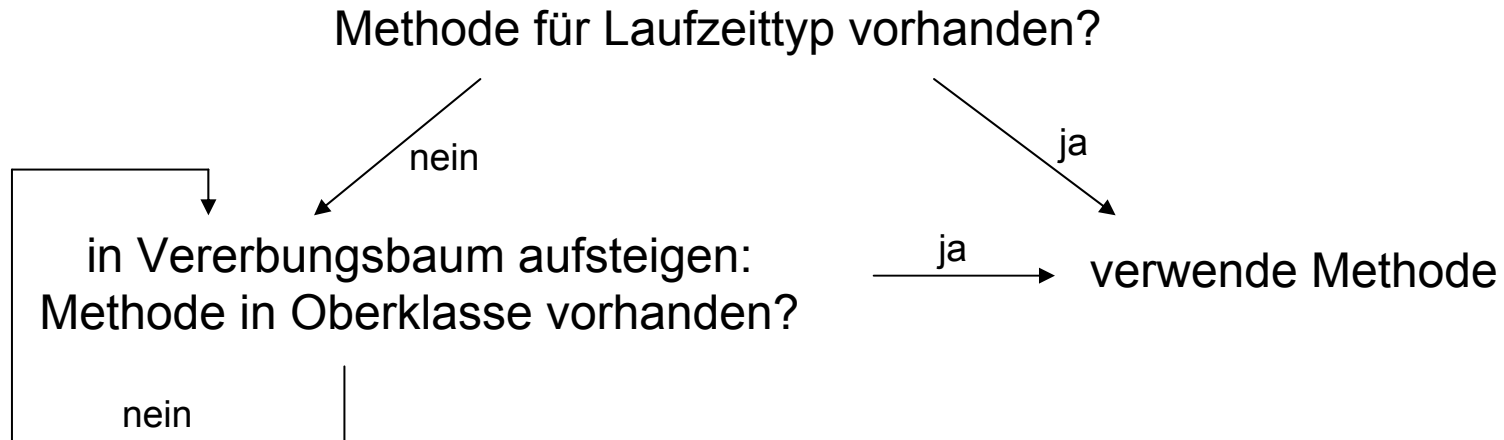 Methode für Laufzeittyp vorhanden?
nein
ja
in Vererbungsbaum aufsteigen:
Methode in Oberklasse vorhanden?
ja
verwende Methode
nein